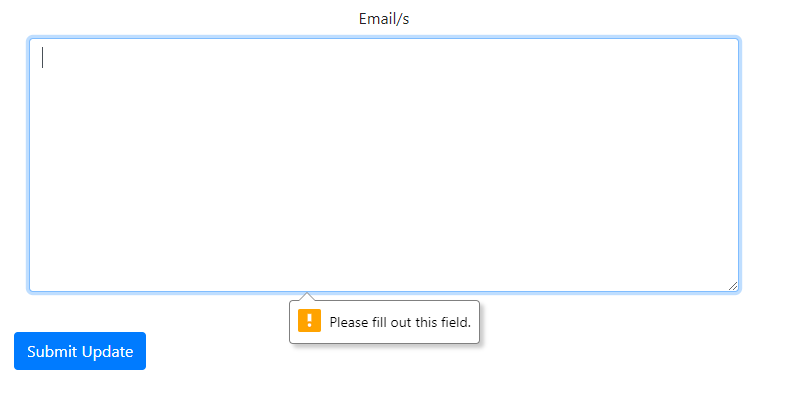 Email/s
Please fill out this field.
Submit Update